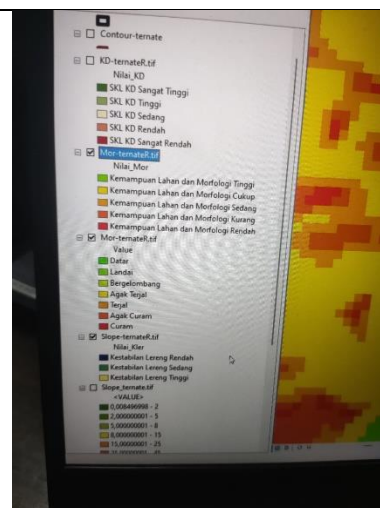 Contour-ternate
KD-ternateR.tif
Nilai_KD
SKL KD Sangat Tinggi
SKL KD Tinggi
SKL KD Sedang
SKL KD Rendah
SKL KD Sangat Rendah
Mor-ternateR.tif
Nilai_Mor
Kemampuan Lahan dan Morfologi Tinggi
Kemampuan Lahan dan Morfologi Cukup
Kemampuan Lahan dan Morfologi Sedang
Kemampuan Lahan dan Morfologi Kurang
Kemampuan Lahan dan Morfologi Rendah
Mor-ternateR.tif
Value
Datar
Landai
Bergelombang
Agak Terjal
Terjal
Agak Curam
Curam
Slope-ternateR.tif
Nilai_Kler
Kestabilan Lereng Rendah
Kestabilan Lereng Sedang
Kestabilan Lereng Tinggi
Slope_ternate.tif
<VALUE>
0,008496998 - 2
2,000000001 - 5
5,000000001 - 8
8,000000001 - 15
15,00000001 - 25